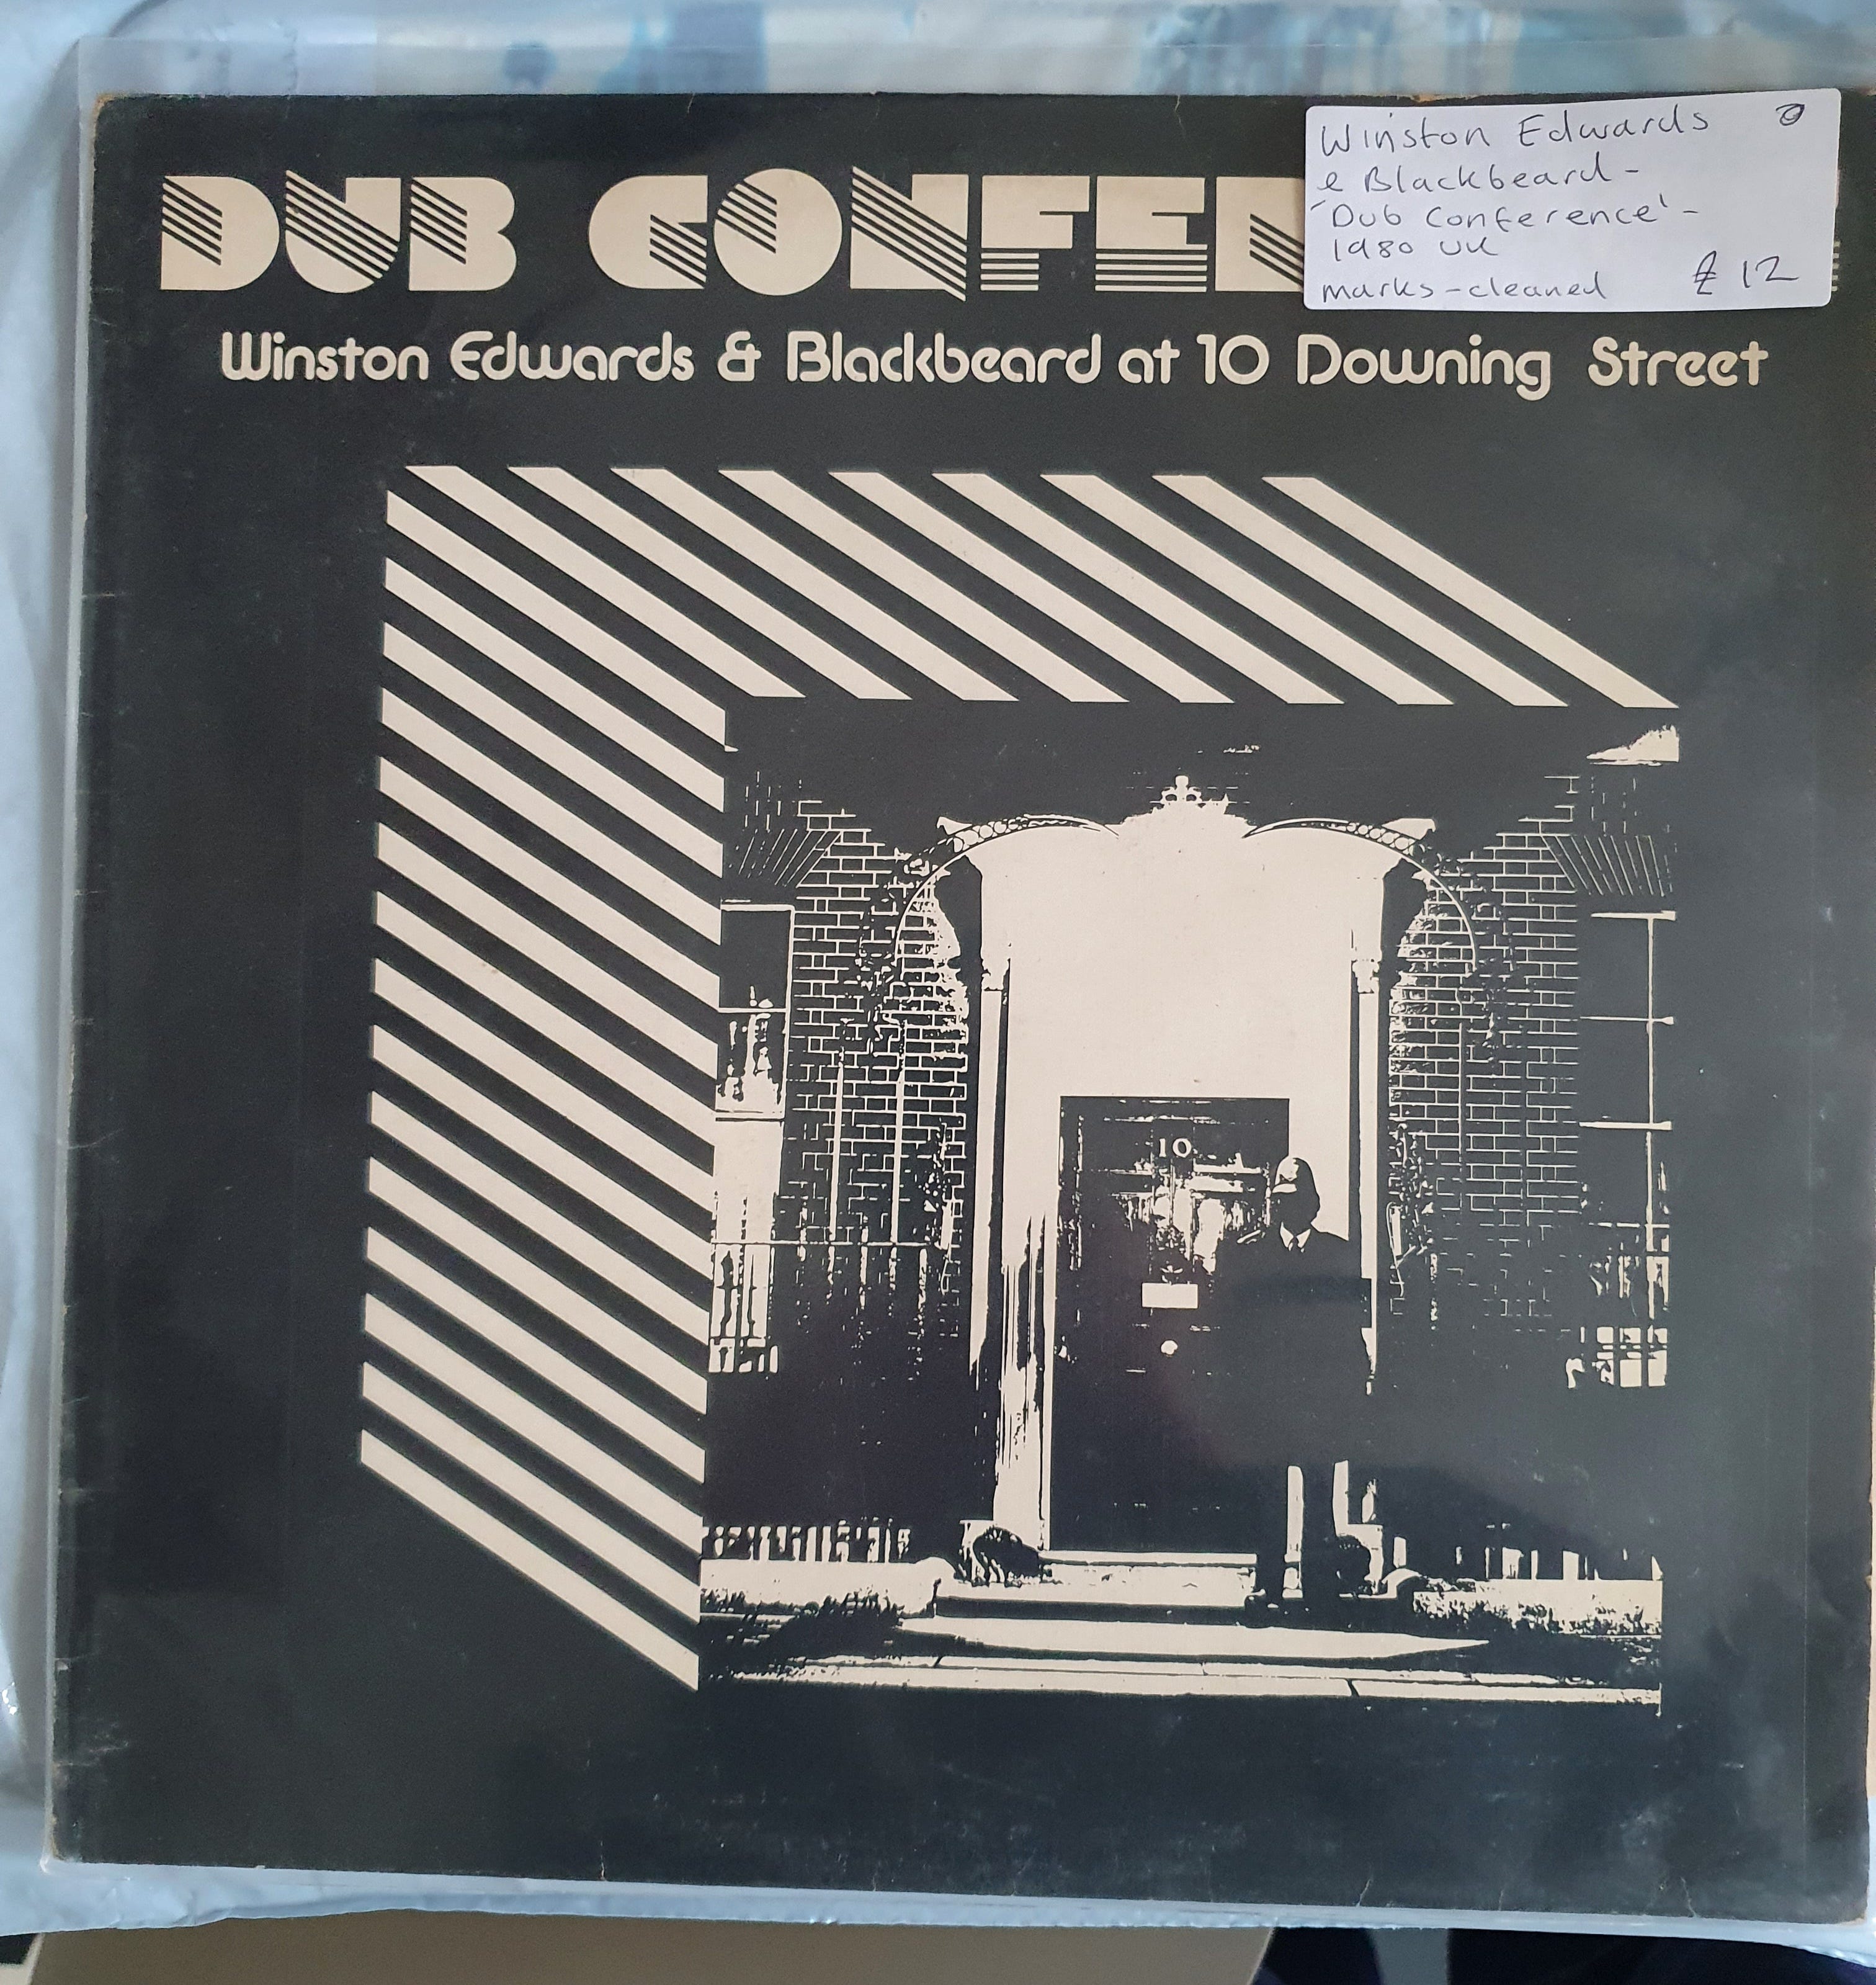 DUB CONFE
Winston Edwards
& Blackbeard -
'Dub Conference' -
1980 UK
marks - cleaned £12
Winston Edwards & Blackbeard at 10 Downing Street
10